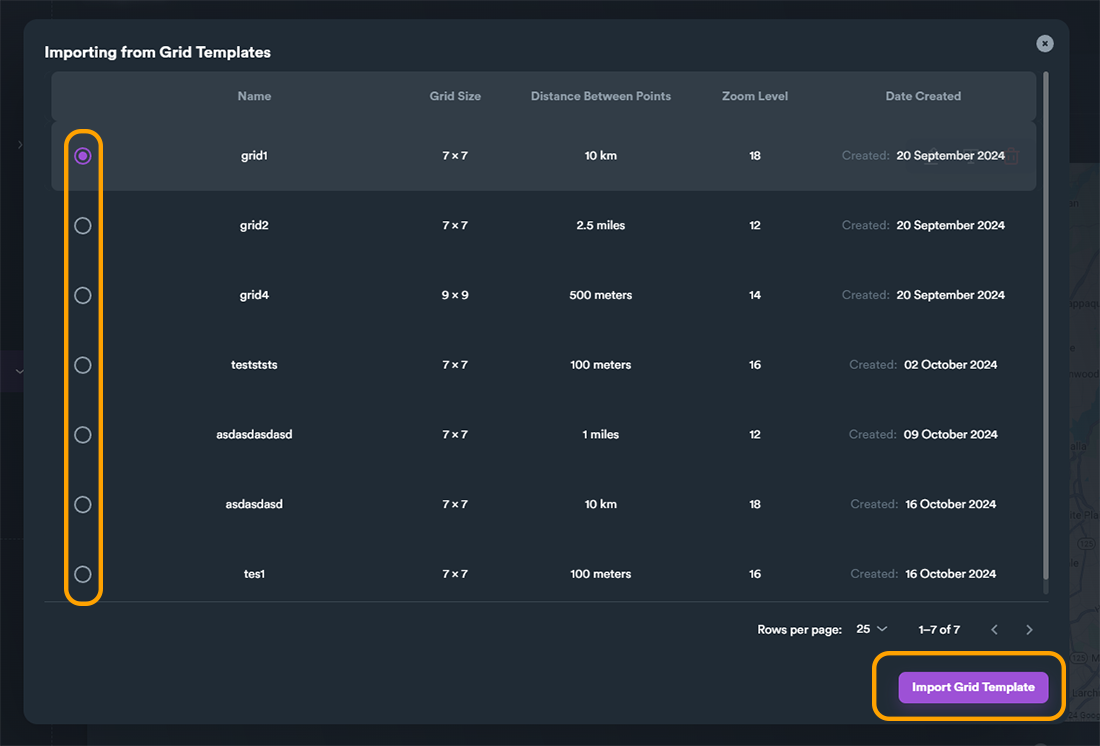 Importing from Grid Templates
Name Grid Size Distance Between Points Zoom Level Date Created
grid1 7 × 7 10 km 18 Created: 20 September 2024
grid2 7 × 7 2.5 miles 12 Created: 20 September 2024
grid4 9 × 9 500 meters 14 Created: 20 September 2024
testststs 7 × 7 100 meters 16 Created: 02 October 2024
asdasdasdasd 7 × 7 1 miles 12 Created: 09 October 2024
asdasdasd 7 × 7 10 km 18 Created: 16 October 2024
tes1 7 × 7 100 meters 16 Created: 16 October 2024
Rows per page: 25 1–7 of 7
Import Grid Template